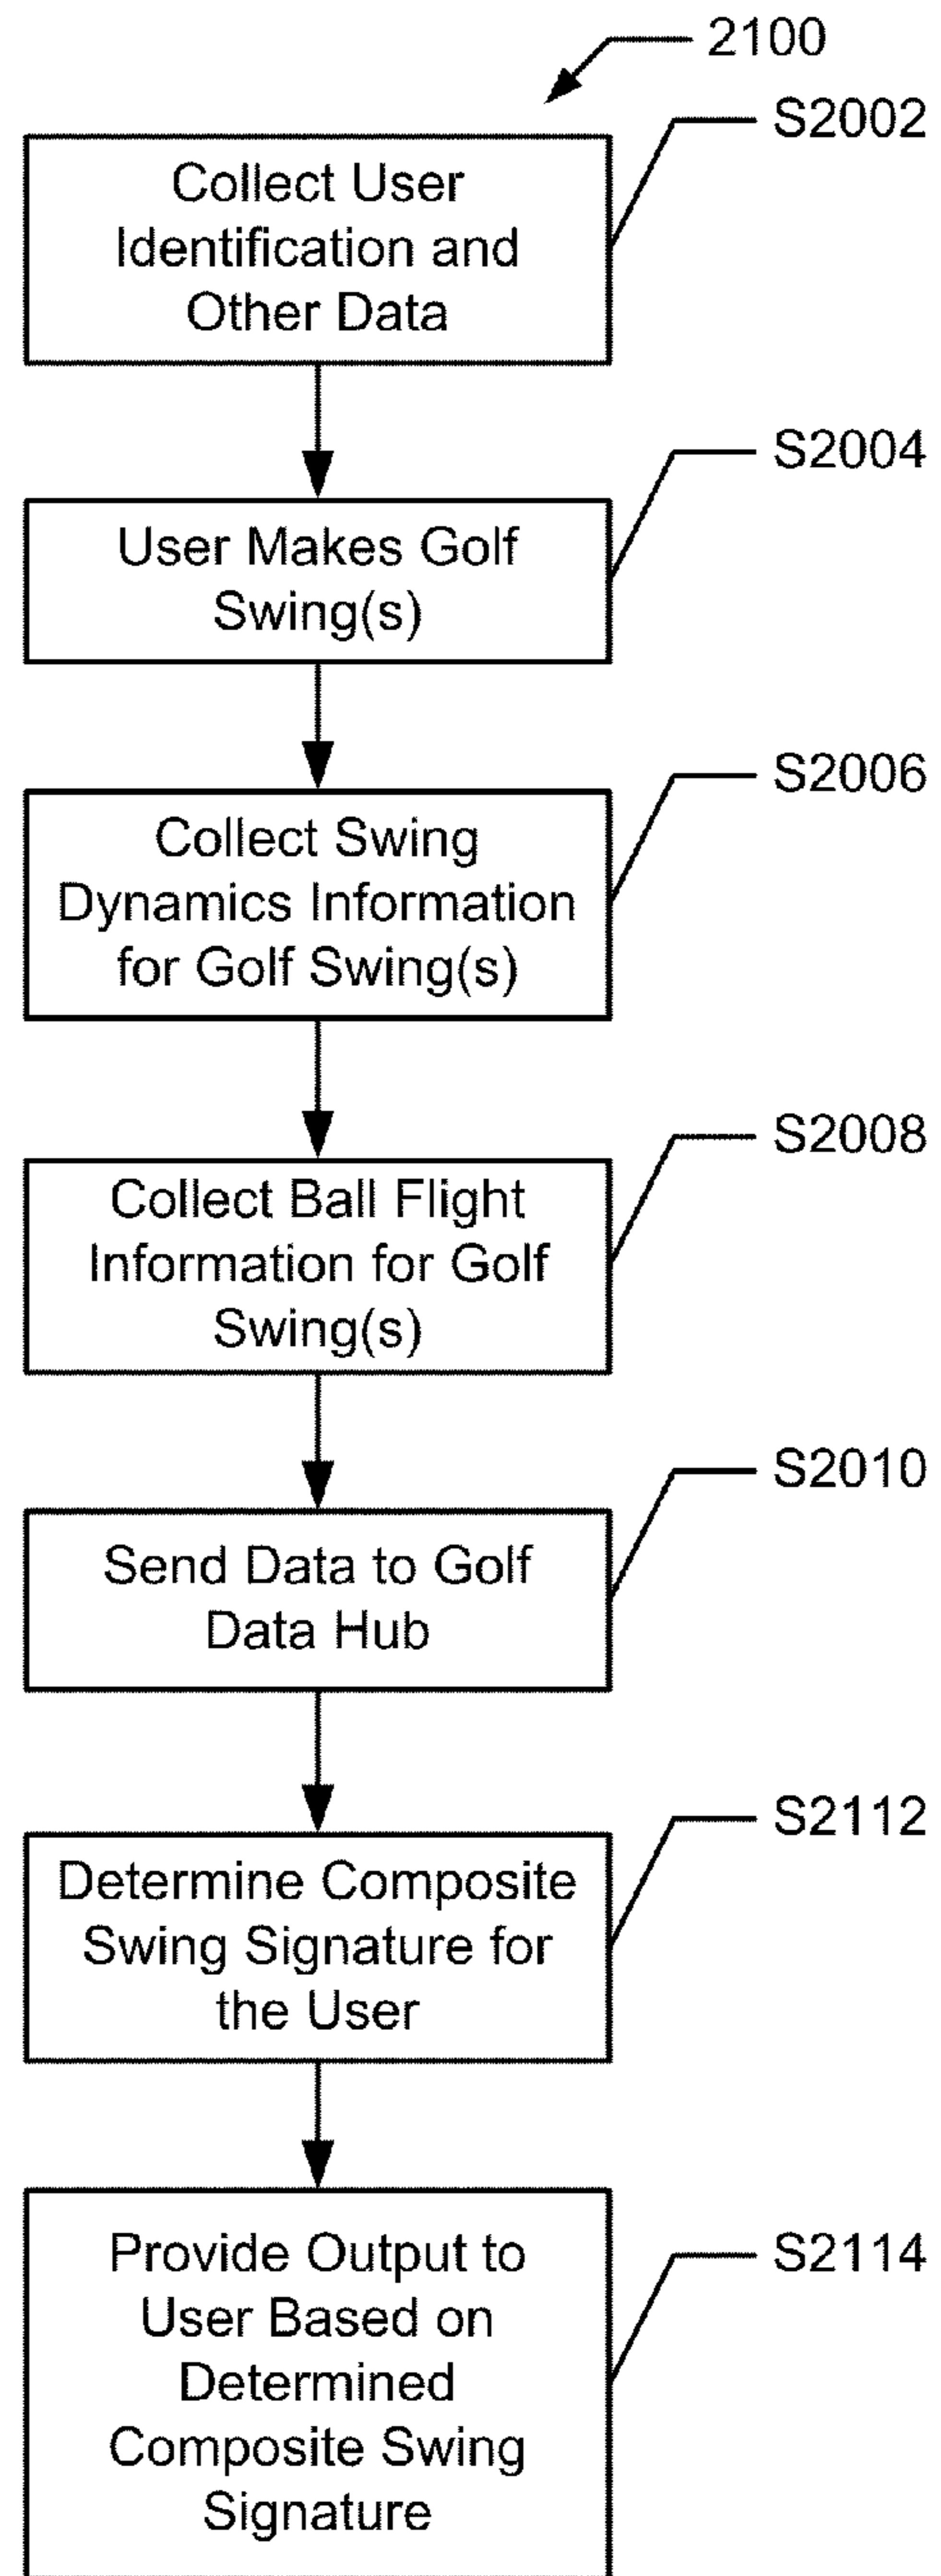 2100
S2002
Collect User
Identification and
Other Data
S2004
User Makes Golf
Swing(s)
S2006
Collect Swing
Dynamics Information
for Golf Swing(s)
S2008
Collect Ball Flight
Information for Golf
Swing(s)
S2010
Send Data to Golf
Data Hub
S2112
Determine Composite
Swing Signature for
the User
S2114
Provide Output to
User Based on
Determined
Composite Swing
Signature